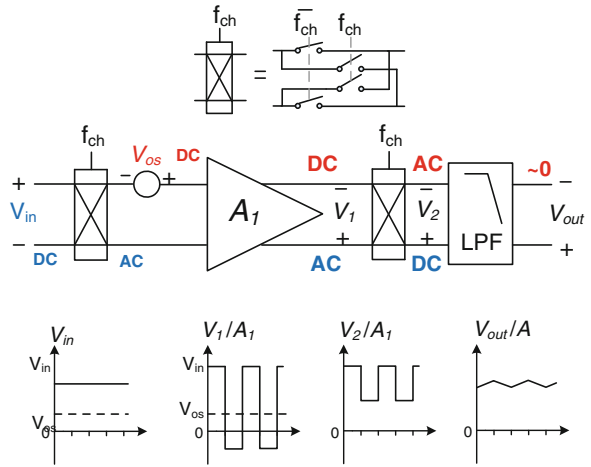 f_ch
f̅_ch f_ch
=
f_ch f_ch
V_os DC DC AC ~0
+ − + − − −
V_in A_1 V_1 V_2 LPF V_out
− + + +
DC AC AC DC
V_in V_1/A_1 V_2/A_1 V_out/A
V_in V_in
V_os V_os
0 0 0 0